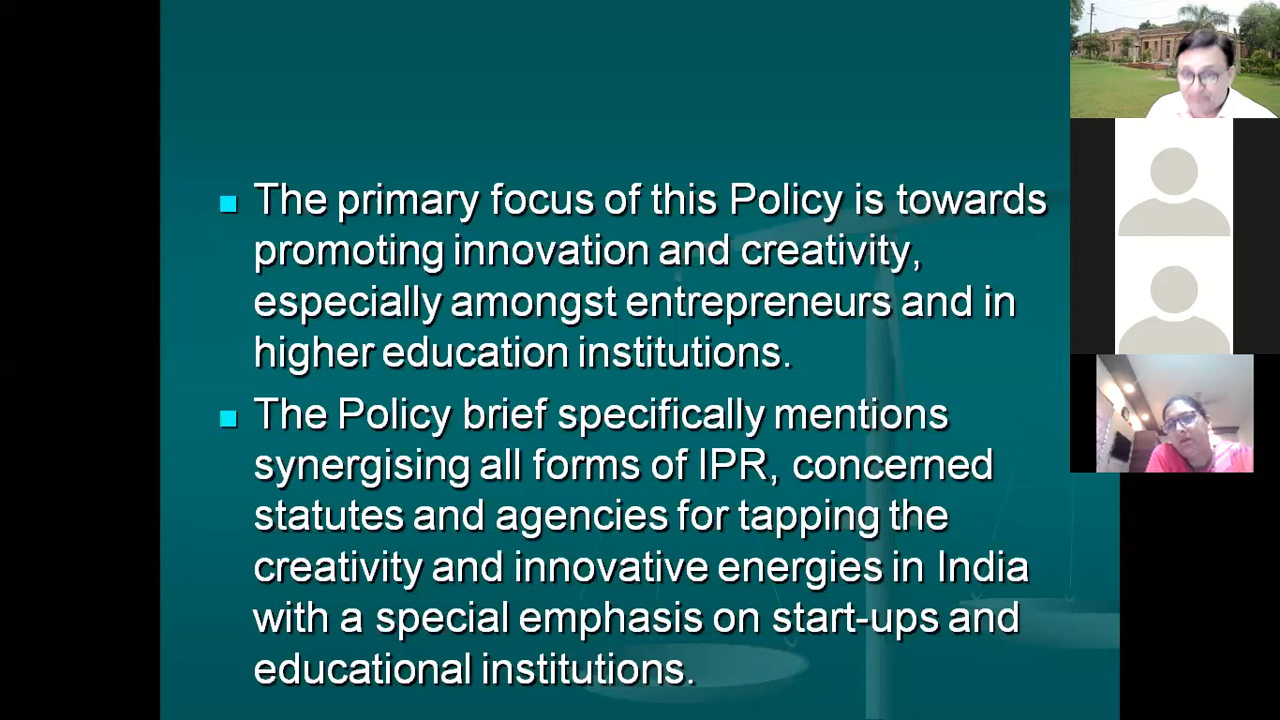 The primary focus of this Policy is towards
promoting innovation and creativity,
especially amongst entrepreneurs and in
higher education institutions.
The Policy brief specifically mentions
synergising all forms of IPR, concerned
statutes and agencies for tapping the
creativity and innovative energies in India
with a special emphasis on start-ups and
educational institutions.